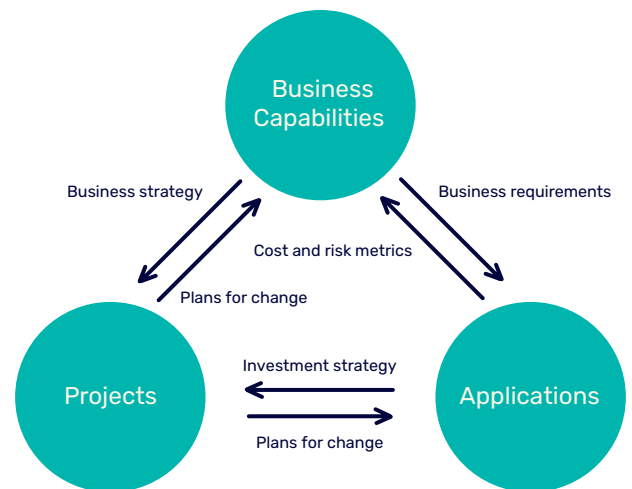 Business
Capabilities
Business strategy
Business requirements
Cost and risk metrics
Plans for change
Investment strategy
Projects
Applications
Plans for change